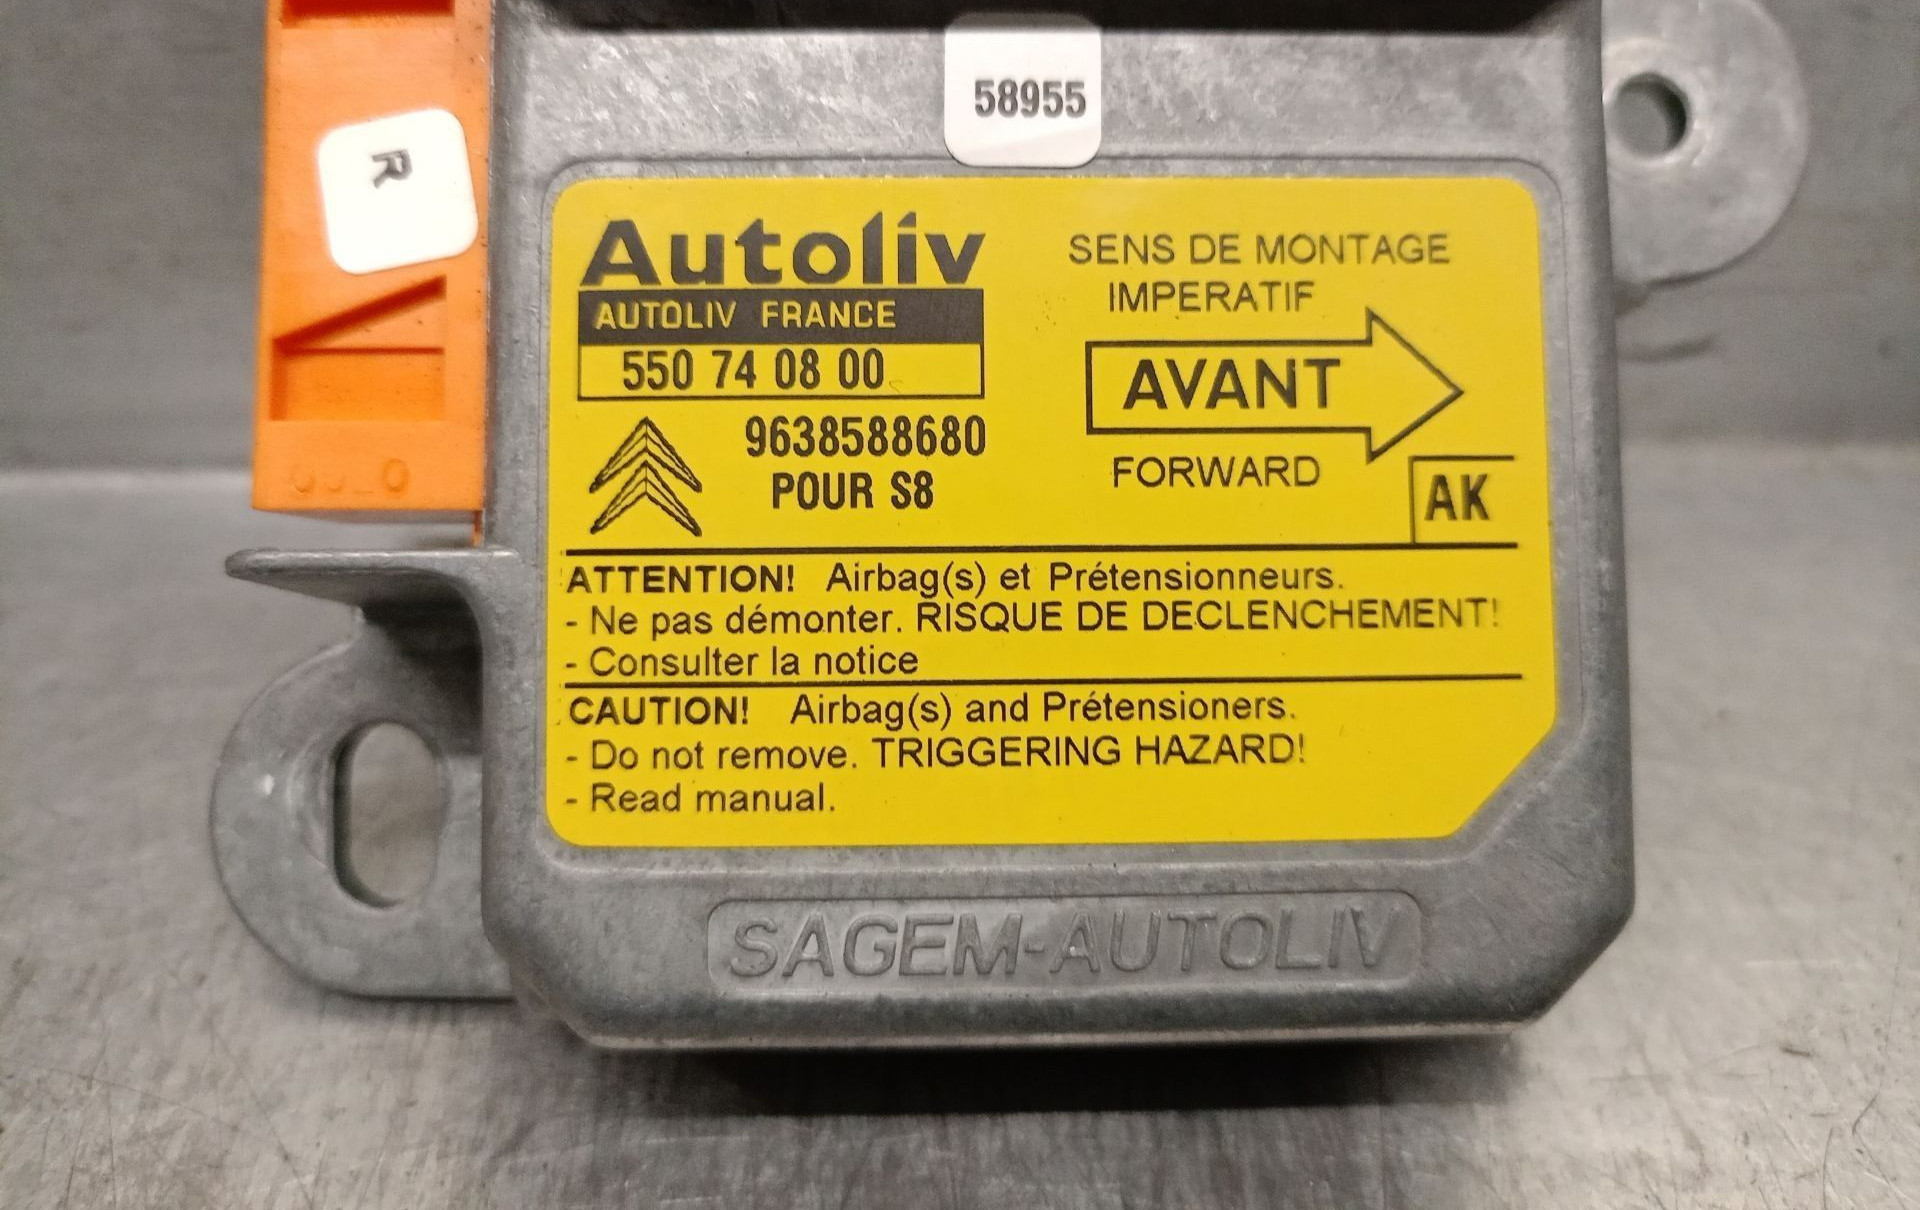 58955
R
Autoliv
AUTOLIV FRANCE
550 74 08 00
9638588680
POUR S8
SENS DE MONTAGE
IMPERATIF
AVANT
FORWARD
AK
ATTENTION! Airbag(s) et Prétensionneurs.
- Ne pas démonter. RISQUE DE DECLENCHEMENT!
- Consulter la notice
CAUTION! Airbag(s) and Prétensioners.
- Do not remove. TRIGGERING HAZARD!
- Read manual.
SAGEM-AUTOLIV